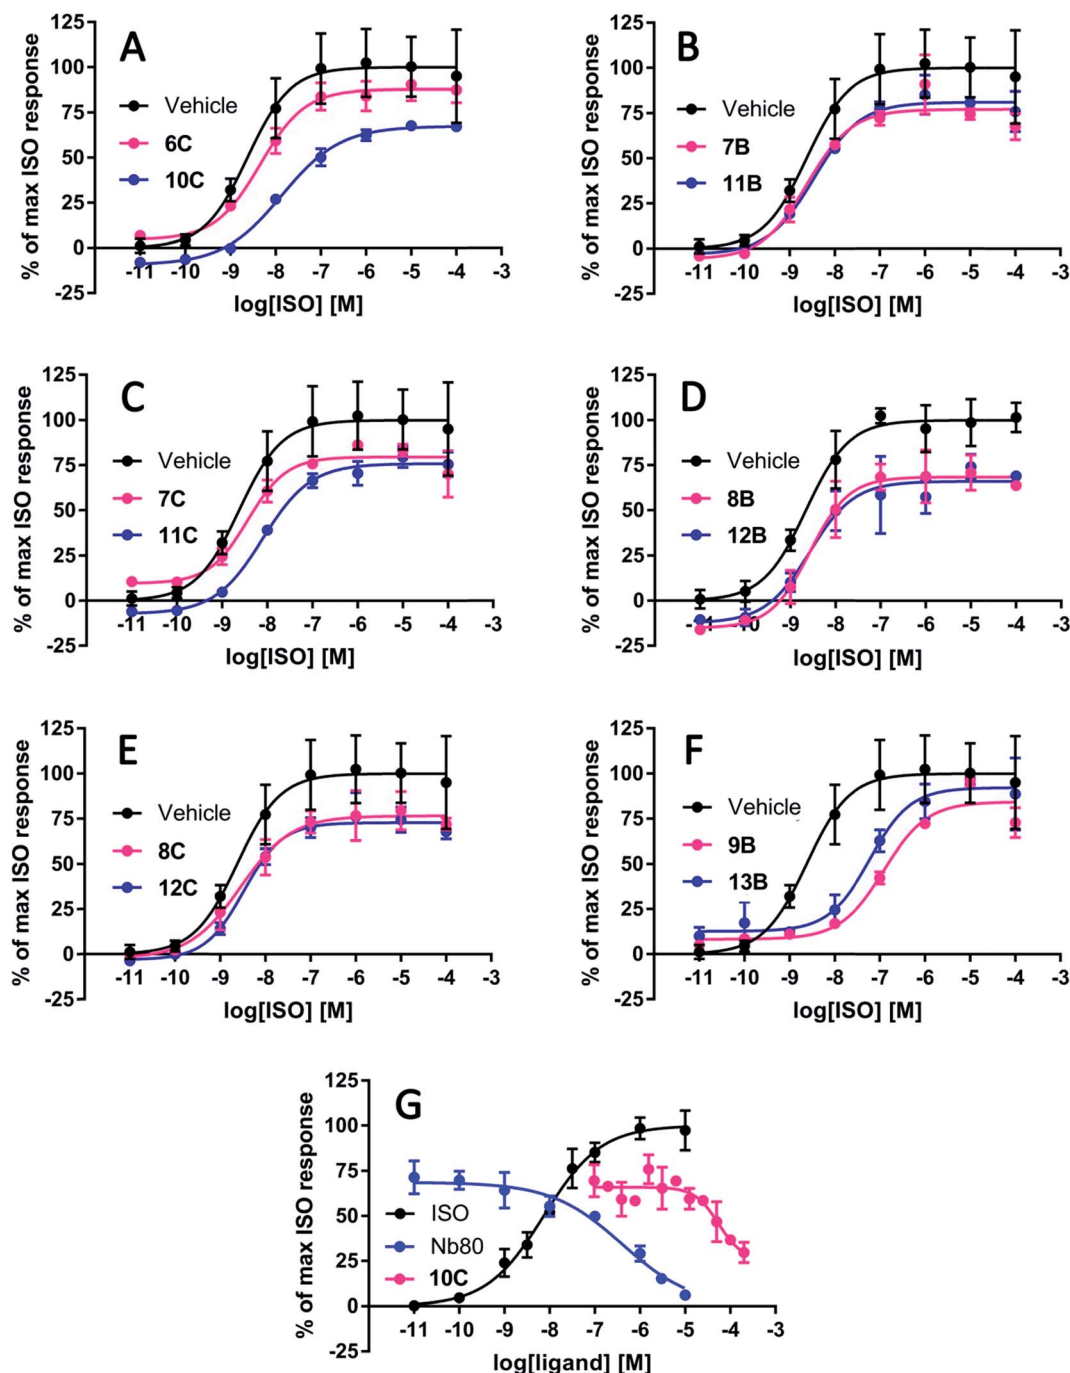 A
125
100
75
50
25
0
-25
% of max ISO response
Vehicle
6C
10C
-11 -10 -9 -8 -7 -6 -5 -4 -3
log[ISO] [M]
B
125
100
75
50
25
0
-25
% of max ISO response
Vehicle
7B
11B
-11 -10 -9 -8 -7 -6 -5 -4 -3
log[ISO] [M]
C
125
100
75
50
25
0
-25
% of max ISO response
Vehicle
7C
11C
-11 -10 -9 -8 -7 -6 -5 -4 -3
log[ISO] [M]
D
125
100
75
50
25
0
-25
% of max ISO response
Vehicle
8B
12B
-11 -10 -9 -8 -7 -6 -5 -4 -3
log[ISO] [M]
E
125
100
75
50
25
0
-25
% of max ISO response
Vehicle
8C
12C
-11 -10 -9 -8 -7 -6 -5 -4 -3
log[ISO] [M]
F
125
100
75
50
25
0
-25
% of max ISO response
Vehicle
9B
13B
-11 -10 -9 -8 -7 -6 -5 -4 -3
log[ISO] [M]
G
125
100
75
50
25
0
-25
% of max ISO response
ISO
Nb80
10C
-11 -10 -9 -8 -7 -6 -5 -4 -3
log[ligand] [M]